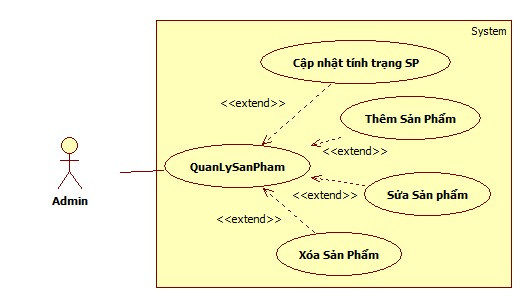 System
Cập nhật tính trạng SP
<<extend>>
Thêm Sản Phẩm
<<extend>>
QuanLySanPham
<<extend>>
Sửa Sản phẩm
Admin
<<extend>>
Xóa Sản Phẩm